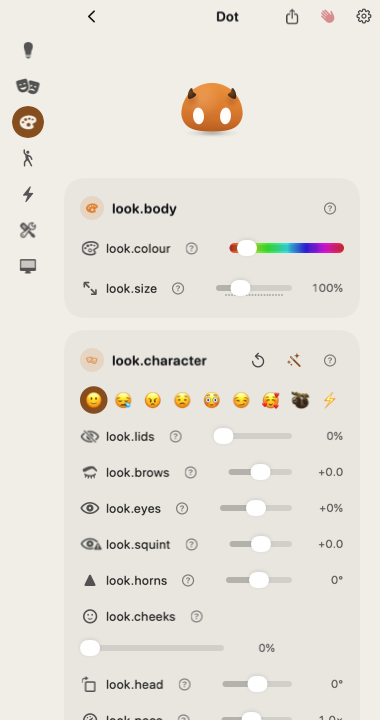 Dot
look.body
look.colour
look.size 100%
look.character
look.lids 0%
look.brows +0.0
look.eyes +0%
look.squint +0.0
look.horns 0°
look.cheeks
0%
look.head 0°